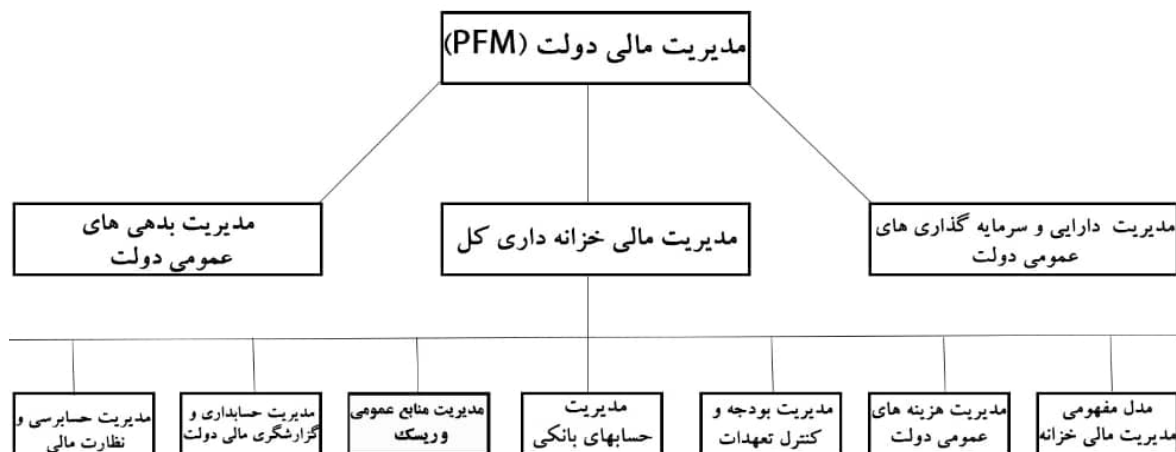 مدیریت مالی دولت (PFM)
مدیریت دارایی و سرمایه گذاری های
عمومی دولت
مدیریت مالی خزانه داری کل
مدیریت بدهی های
عمومی دولت
مدل مفهومی
مدیریت مالی خزانه
مدیریت هزینه های
عمومی دولت
مدیریت بودجه و
کنترل تعهدات
مدیریت
حسابهای بانکی
مدیریت منابع عمومی
وریسک
مدیریت حسابداری و
گزارشگری مالی دولت
مدیریت حسابرسی و
نظارت مالی